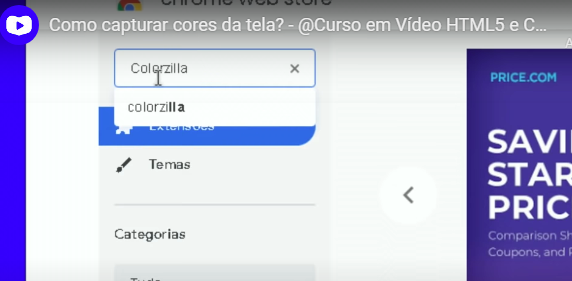 chrome web store
Como capturar cores da tela? - @Curso em Vídeo HTML5 e C...
Colorzilla
colorzilla
Extensões
Temas
Categorias
PRICE.COM
SAVI
STAR
PRIC
Comparison Sh
Coupons, and P